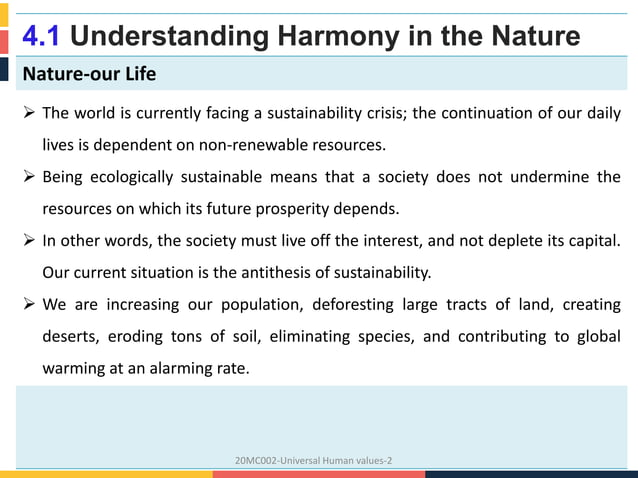 4.1 Understanding Harmony in the Nature
Nature-our Life
➢ The world is currently facing a sustainability crisis; the continuation of our daily
lives is dependent on non-renewable resources.
➢ Being ecologically sustainable means that a society does not undermine the
resources on which its future prosperity depends.
➢ In other words, the society must live off the interest, and not deplete its capital.
Our current situation is the antithesis of sustainability.
➢ We are increasing our population, deforesting large tracts of land, creating
deserts, eroding tons of soil, eliminating species, and contributing to global
warming at an alarming rate.
20MC002-Universal Human values-2